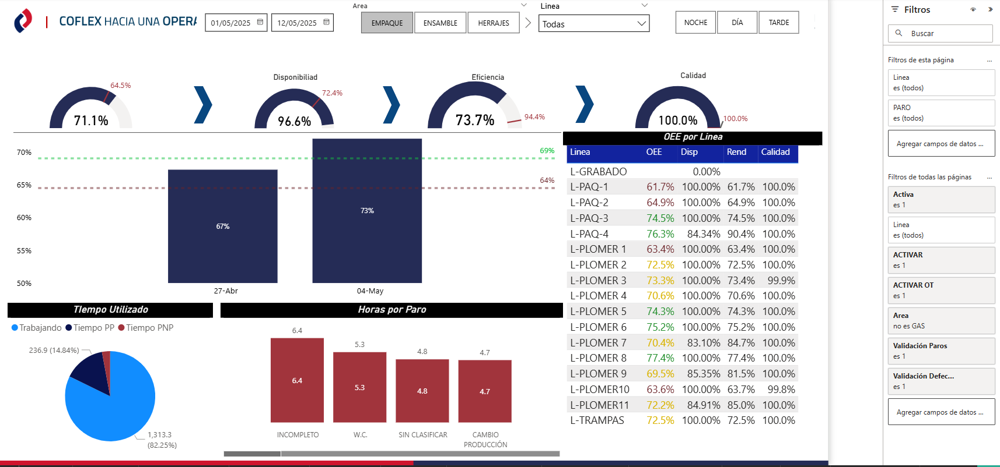 COFLEX HACIA UNA OPERA
01/05/2025
12/05/2025
Area
EMPAQUE
ENSAMBLE
HERRAJES
Linea
Todas
NOCHE
DÍA
TARDE
64.5%
71.1%
Disponibiliad
72.4%
96.6%
Eficiencia
94.4%
73.7%
Calidad
100.0%
100.0%
70%
65%
60%
55%
50%
69%
64%
67%
73%
27-Abr
04-May
OEE por Linea
Linea OEE Disp Rend Calidad
L-GRABADO 0.00%
L-PAQ-1 61.7% 100.00% 61.7% 100.0%
L-PAQ-2 64.9% 100.00% 64.9% 100.0%
L-PAQ-3 74.5% 100.00% 74.5% 100.0%
L-PAQ-4 76.3% 84.34% 90.4% 100.0%
L-PLOMER 1 63.4% 100.00% 63.4% 100.0%
L-PLOMER 2 72.5% 100.00% 72.5% 100.0%
L-PLOMER 3 73.3% 100.00% 73.4% 99.9%
L-PLOMER 4 70.6% 100.00% 70.6% 100.0%
L-PLOMER 5 74.3% 100.00% 74.3% 100.0%
L-PLOMER 6 75.2% 100.00% 75.2% 100.0%
L-PLOMER 7 70.4% 83.10% 84.7% 100.0%
L-PLOMER 8 77.4% 100.00% 77.4% 100.0%
L-PLOMER 9 69.5% 85.35% 81.5% 100.0%
L-PLOMER10 63.6% 100.00% 63.7% 99.8%
L-PLOMER11 72.2% 84.91% 85.0% 100.0%
L-TRAMPAS 72.5% 100.00% 72.5% 100.0%
TIempo Utilizado
Trabajando Tiempo PP Tiempo PNP
236.9 (14.84%)
1,313.3
(82.25%)
Horas por Paro
6.4
5.3
4.8
4.7
6.4
5.3
4.8
4.7
INCOMPLETO
W.C.
SIN CLASIFICAR
CAMBIO
PRODUCCIÓN
Filtros
Buscar
Filtros de esta página ...
Linea
es (todos)
PARO
es (todos)
Agregar campos de datos ...
Filtros de todas las páginas ...
Activa
es 1
Linea
es (todos)
ACTIVAR
es 1
ACTIVAR OT
es 1
Area
no es GAS
Validación Paros
es 1
Validación Defec...
es 1
Agregar campos de datos ...